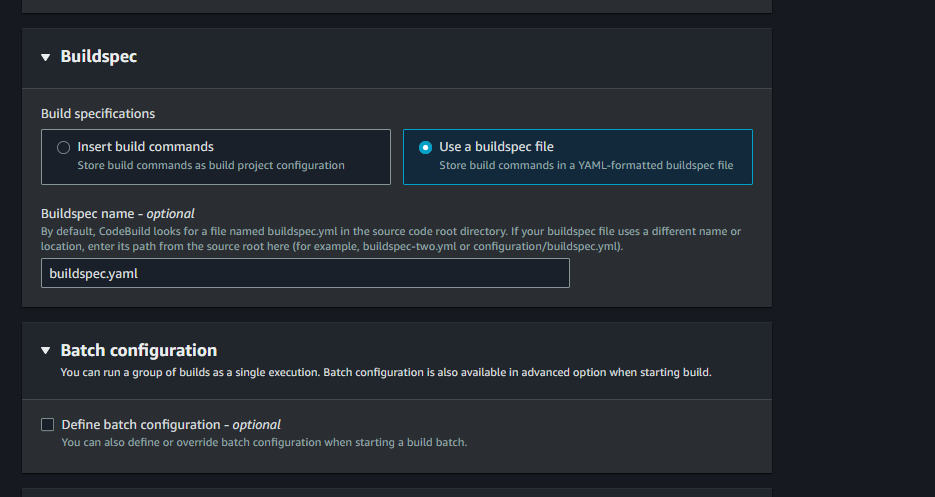 Buildspec
Build specifications
Insert build commands
Store build commands as build project configuration
Use a buildspec file
Store build commands in a YAML-formatted buildspec file
Buildspec name - optional
By default, CodeBuild looks for a file named buildspec.yml in the source code root directory. If your buildspec file uses a different name or
location, enter its path from the source root here (for example, buildspec-two.yml or configuration/buildspec.yml).
buildspec.yaml
Batch configuration
You can run a group of builds as a single execution. Batch configuration is also available in advanced option when starting build.
Define batch configuration - optional
You can also define or override batch configuration when starting a build batch.